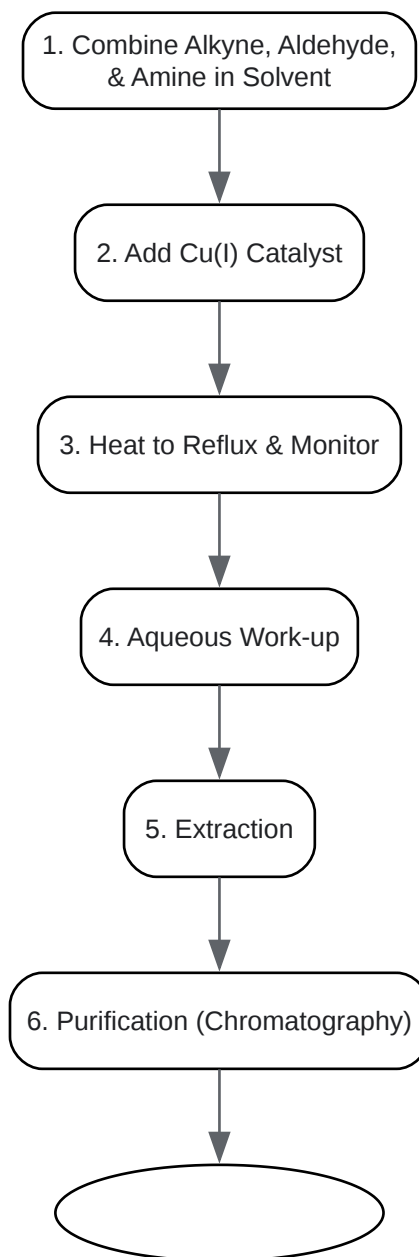 1. Combine Alkyne, Aldehyde,
& Amine in Solvent
2. Add Cu(I) Catalyst
3. Heat to Reflux & Monitor
4. Aqueous Work-up
5. Extraction
6. Purification (Chromatography)